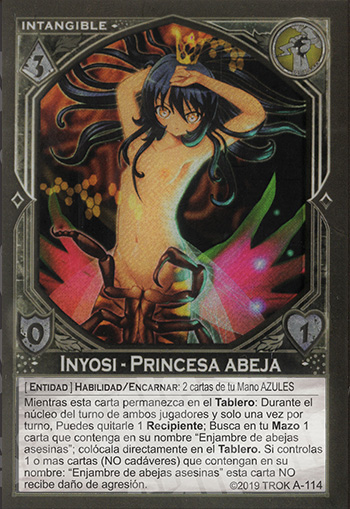 INTANGIBLE
3
0
1
INYOSI - PRINCESA ABEJA
[ ENTIDAD ] HABILIDAD/ENCARNAR: 2 cartas de tu Mano AZULES
Mientras esta carta permanezca en el Tablero: Durante el
núcleo del turno de ambos jugadores y solo una vez por
turno, Puedes quitarle 1 Recipiente; Busca en tu Mazo 1
carta que contenga en su nombre "Enjambre de abejas
asesinas"; colócala directamente en el Tablero. Si controlas
1 o mas cartas (NO cadáveres) que contengan en su
nombre: "Enjambre de abejas asesinas" esta carta NO
recibe daño de agresión.
©2019 TROK A-114